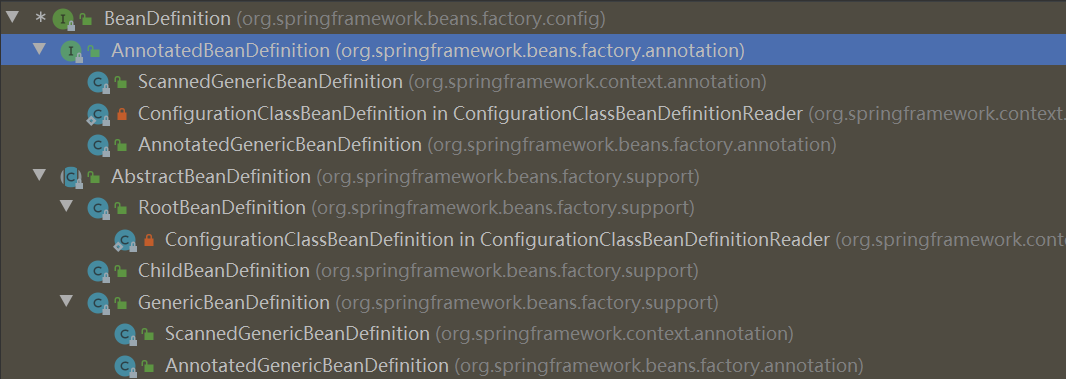 * BeanDefinition (org.springframework.beans.factory.config)
AnnotatedBeanDefinition (org.springframework.beans.factory.annotation)
ScannedGenericBeanDefinition (org.springframework.context.annotation)
ConfigurationClassBeanDefinition in ConfigurationClassBeanDefinitionReader (org.springframework.context.
AnnotatedGenericBeanDefinition (org.springframework.beans.factory.annotation)
AbstractBeanDefinition (org.springframework.beans.factory.support)
RootBeanDefinition (org.springframework.beans.factory.support)
ConfigurationClassBeanDefinition in ConfigurationClassBeanDefinitionReader (org.springframework.conte
ChildBeanDefinition (org.springframework.beans.factory.support)
GenericBeanDefinition (org.springframework.beans.factory.support)
ScannedGenericBeanDefinition (org.springframework.context.annotation)
AnnotatedGenericBeanDefinition (org.springframework.beans.factory.annotation)